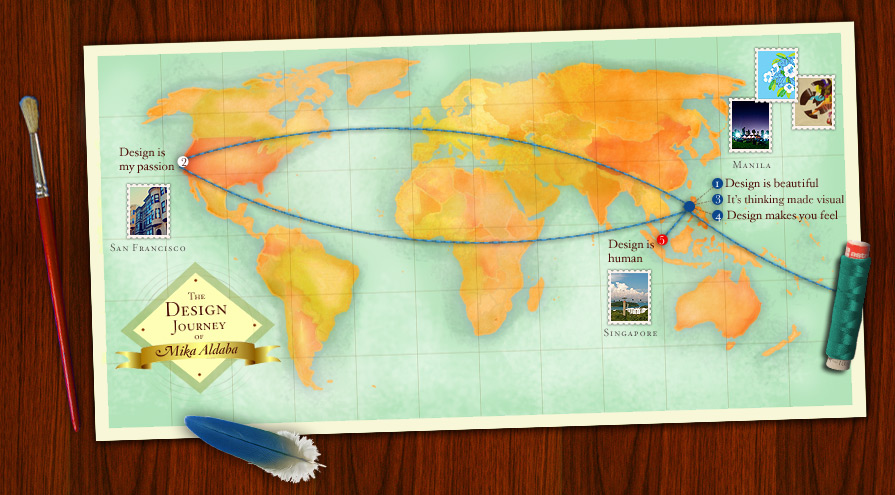 Design is
my passion
2
SAN FRANCISCO
THE
DESIGN
JOURNEY
OF
Mika Aldaba
MANILA
1 Design is beautiful
3 It's thinking made visual
4 Design makes you feel
Design is 5
human
SINGAPORE